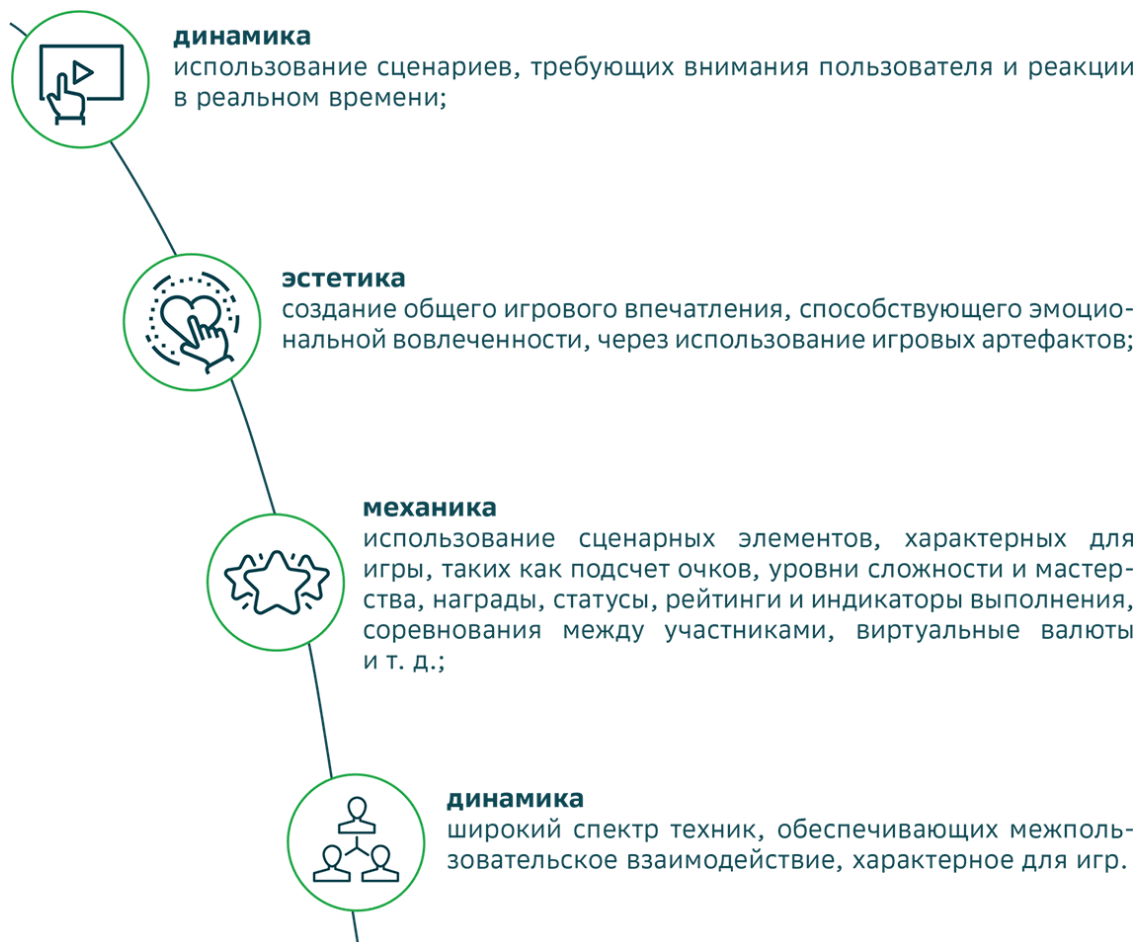 динамика
использование сценариев, требующих внимания пользователя и реакции
в реальном времени;
эстетика
создание общего игрового впечатления, способствующего эмоцио-
нальной вовлеченности, через использование игровых артефактов;
механика
использование сценарных элементов, характерных для
игры, таких как подсчет очков, уровни сложности и мастер-
ства, награды, статусы, рейтинги и индикаторы выполнения,
соревнования между участниками, виртуальные валюты
и т. д.;
динамика
широкий спектр техник, обеспечивающих межполь-
зовательское взаимодействие, характерное для игр.